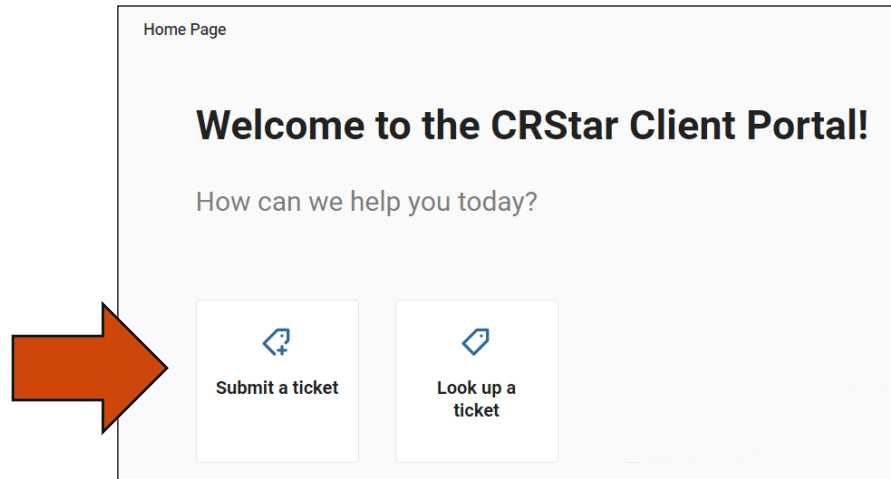 Home Page
Welcome to the CRStar Client Portal!
How can we help you today?
Submit a ticket
Look up a
ticket